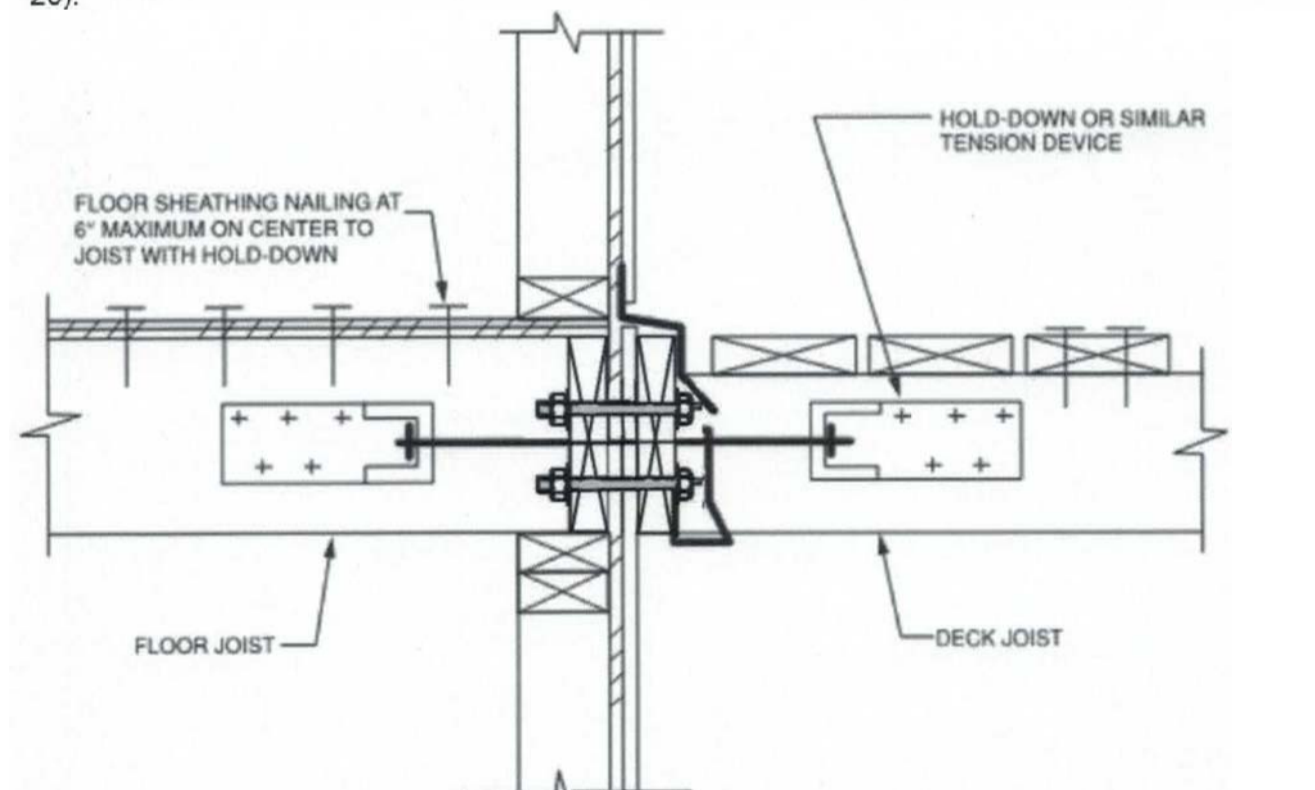 20).
HOLD-DOWN OR SIMILAR
TENSION DEVICE
FLOOR SHEATHING NAILING AT
6" MAXIMUM ON CENTER TO
JOIST WITH HOLD-DOWN
FLOOR JOIST
DECK JOIST